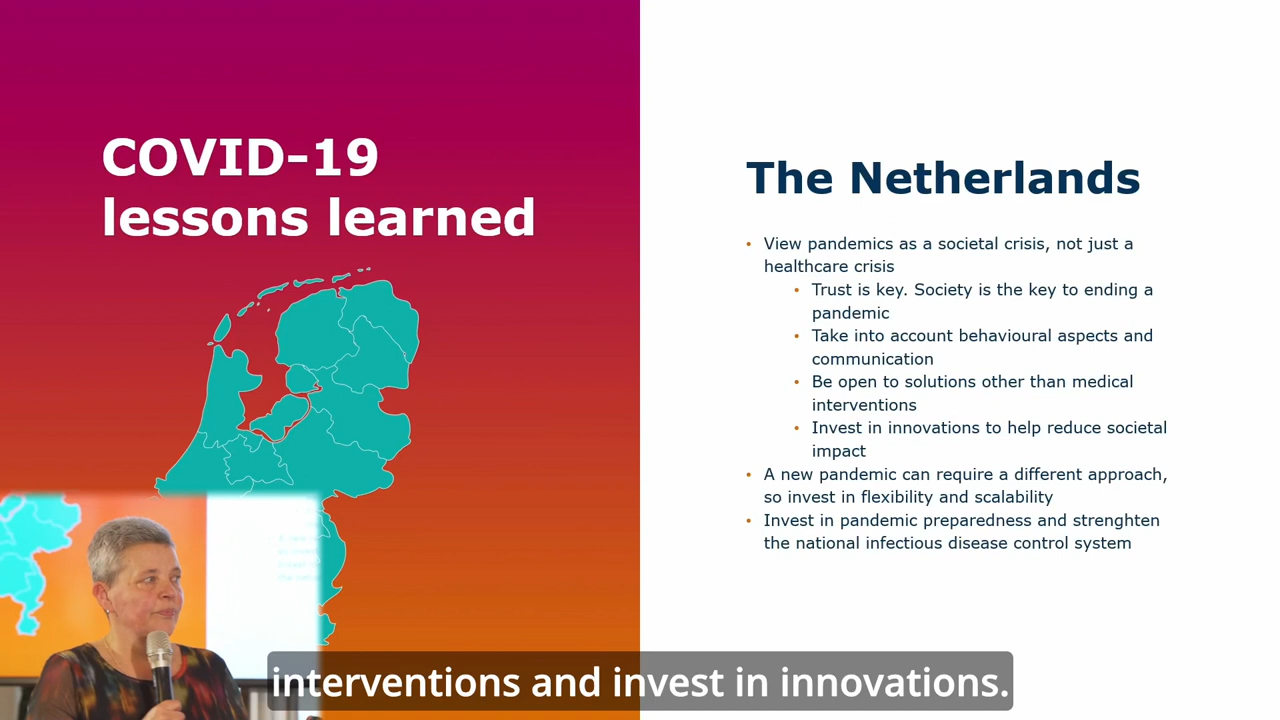 COVID-19
lessons learned
The Netherlands
• View pandemics as a societal crisis, not just a
healthcare crisis
• Trust is key. Society is the key to ending a
pandemic
• Take into account behavioural aspects and
communication
• Be open to solutions other than medical
interventions
• Invest in innovations to help reduce societal
impact
• A new pandemic can require a different approach,
so invest in flexibility and scalability
• Invest in pandemic preparedness and strenghten
the national infectious disease control system
interventions and invest in innovations.